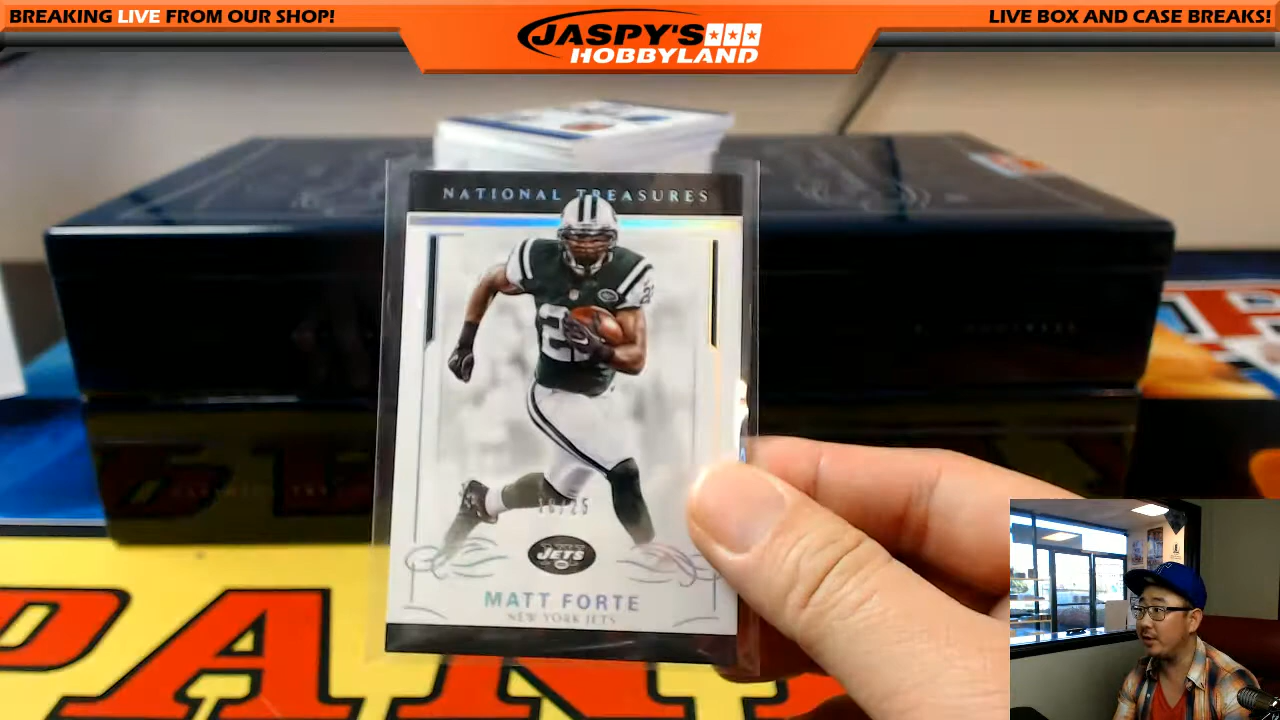 BREAKING LIVE FROM OUR SHOP!
JASPY'S
HOBBYLAND
LIVE BOX AND CASE BREAKS!
NATIONAL TREASURES
JETS
MATT FORTE
NEW YORK JETS
PANI